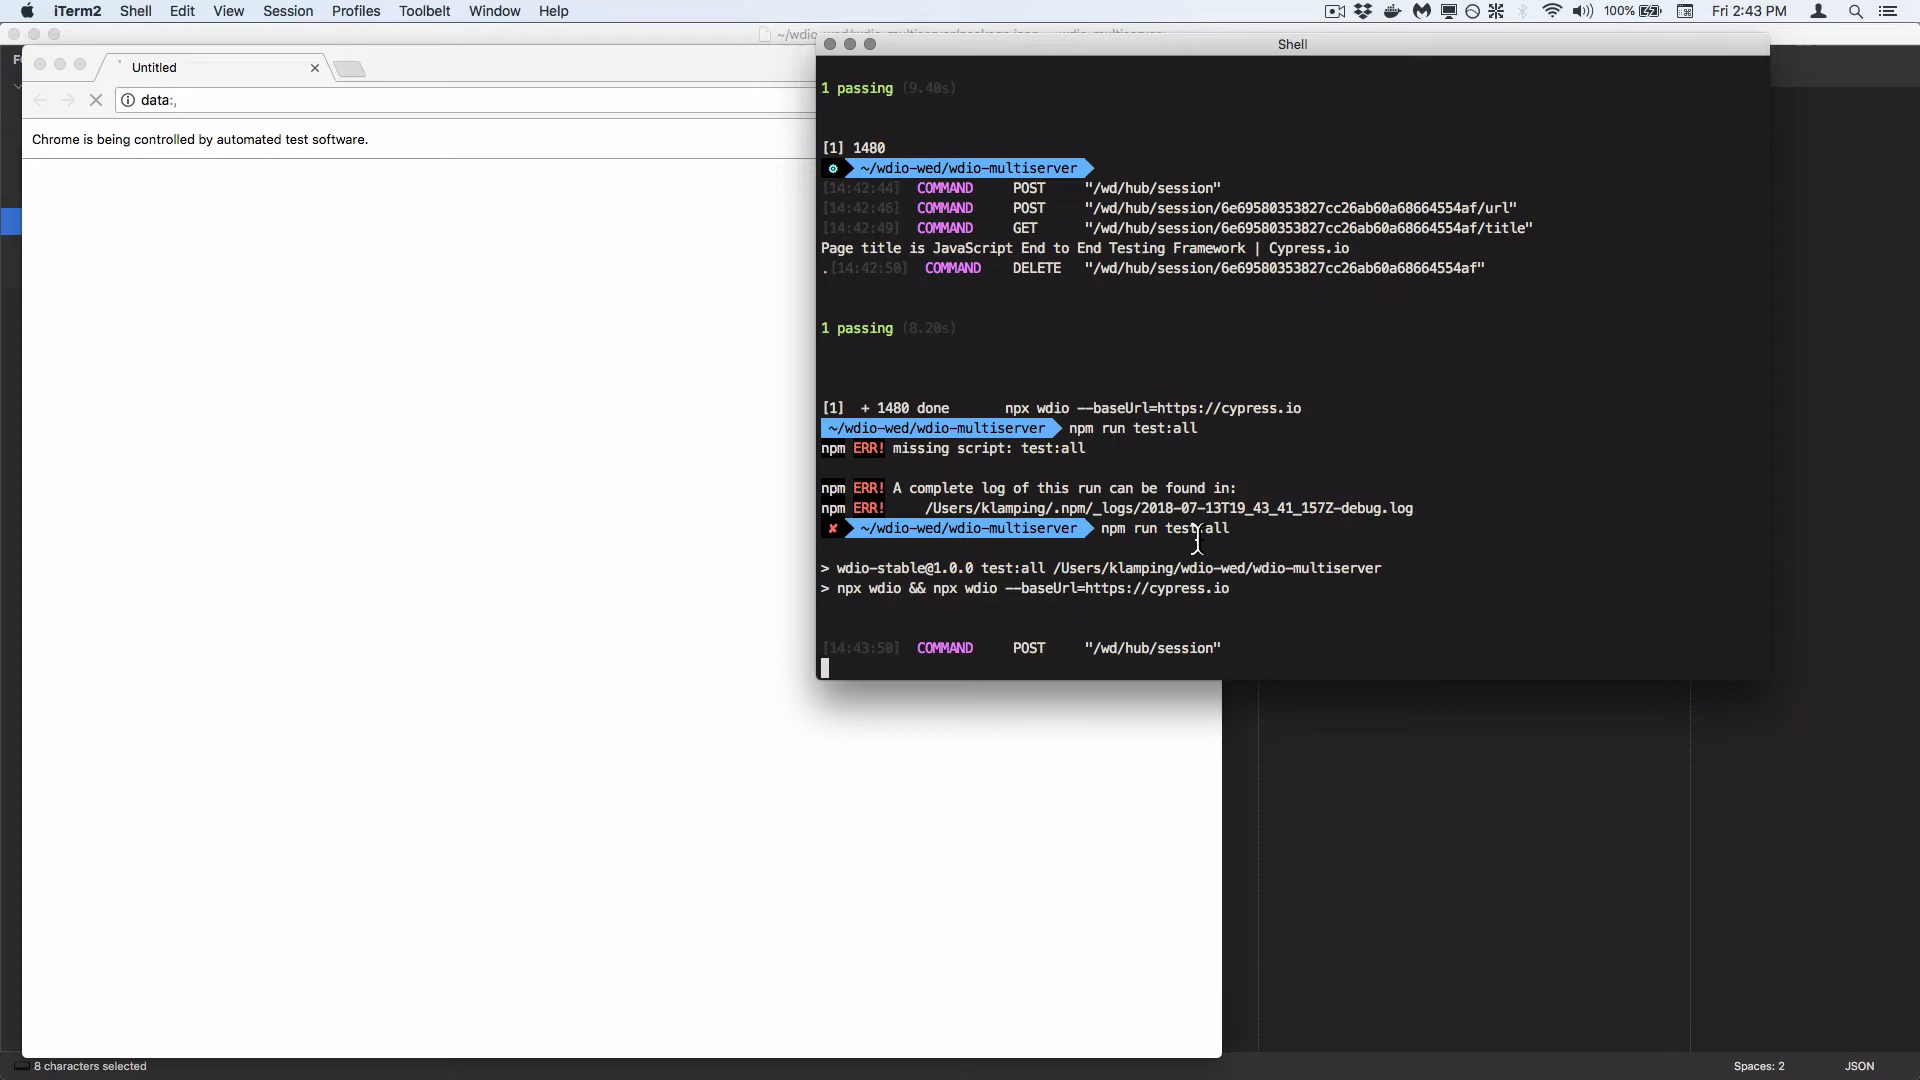 iTerm2 Shell Edit View Session Profiles Toolbelt Window Help 100% Fri 2:43 PM
Untitled
data:,
Chrome is being controlled by automated test software.
Shell
1 passing (9.40s)
[1] 1480
~/wdio-wed/wdio-multiserver
[14:42:44] COMMAND POST "/wd/hub/session"
[14:42:46] COMMAND POST "/wd/hub/session/6e69580353827cc26ab60a68664554af/url"
[14:42:49] COMMAND GET "/wd/hub/session/6e69580353827cc26ab60a68664554af/title"
Page title is JavaScript End to End Testing Framework | Cypress.io
.[14:42:50] COMMAND DELETE "/wd/hub/session/6e69580353827cc26ab60a68664554af"
1 passing (8.20s)
[1] + 1480 done npx wdio --baseUrl=https://cypress.io
~/wdio-wed/wdio-multiserver npm run test:all
npm ERR! missing script: test:all
npm ERR! A complete log of this run can be found in:
npm ERR! /Users/klamping/.npm/_logs/2018-07-13T19_43_41_157Z-debug.log
✘ ~/wdio-wed/wdio-multiserver npm run test:all
> wdio-stable@1.0.0 test:all /Users/klamping/wdio-wed/wdio-multiserver
> npx wdio && npx wdio --baseUrl=https://cypress.io
[14:43:50] COMMAND POST "/wd/hub/session"
8 characters selected
Spaces: 2 JSON